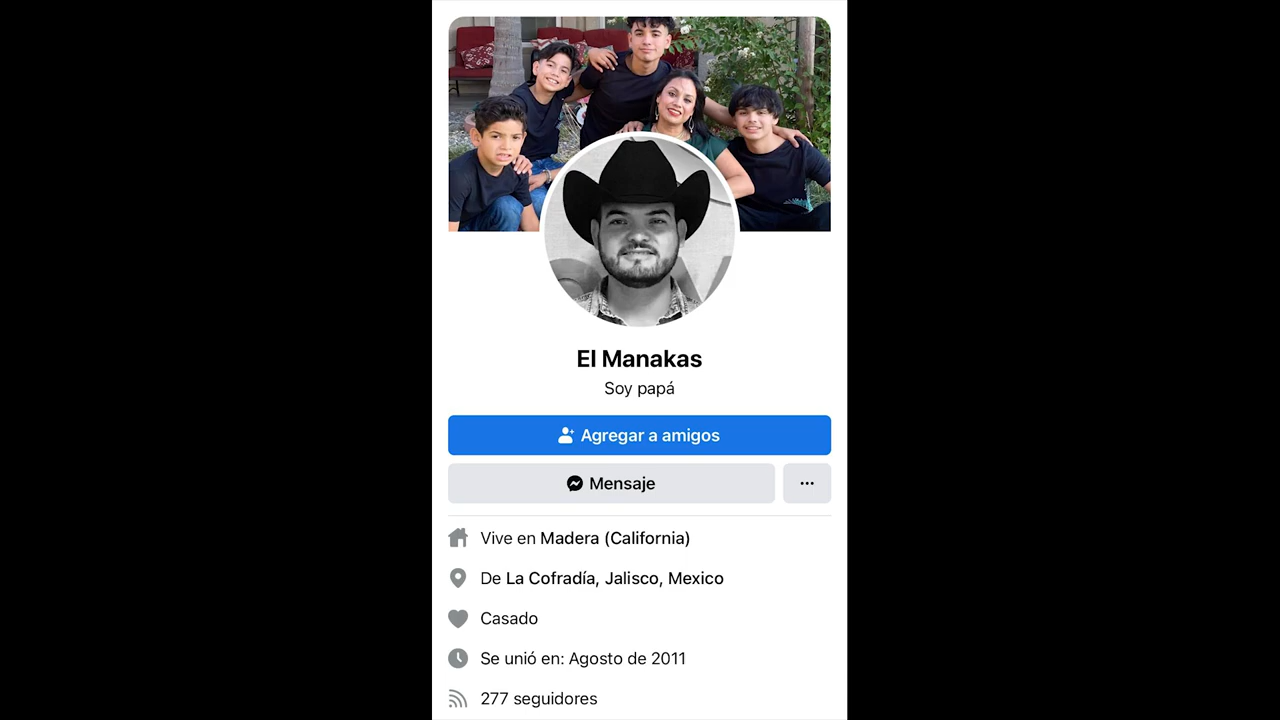 El Manakas
Soy papá
Agregar a amigos
Mensaje
Vive en Madera (California)
De La Cofradía, Jalisco, Mexico
Casado
Se unió en: Agosto de 2011
277 seguidores